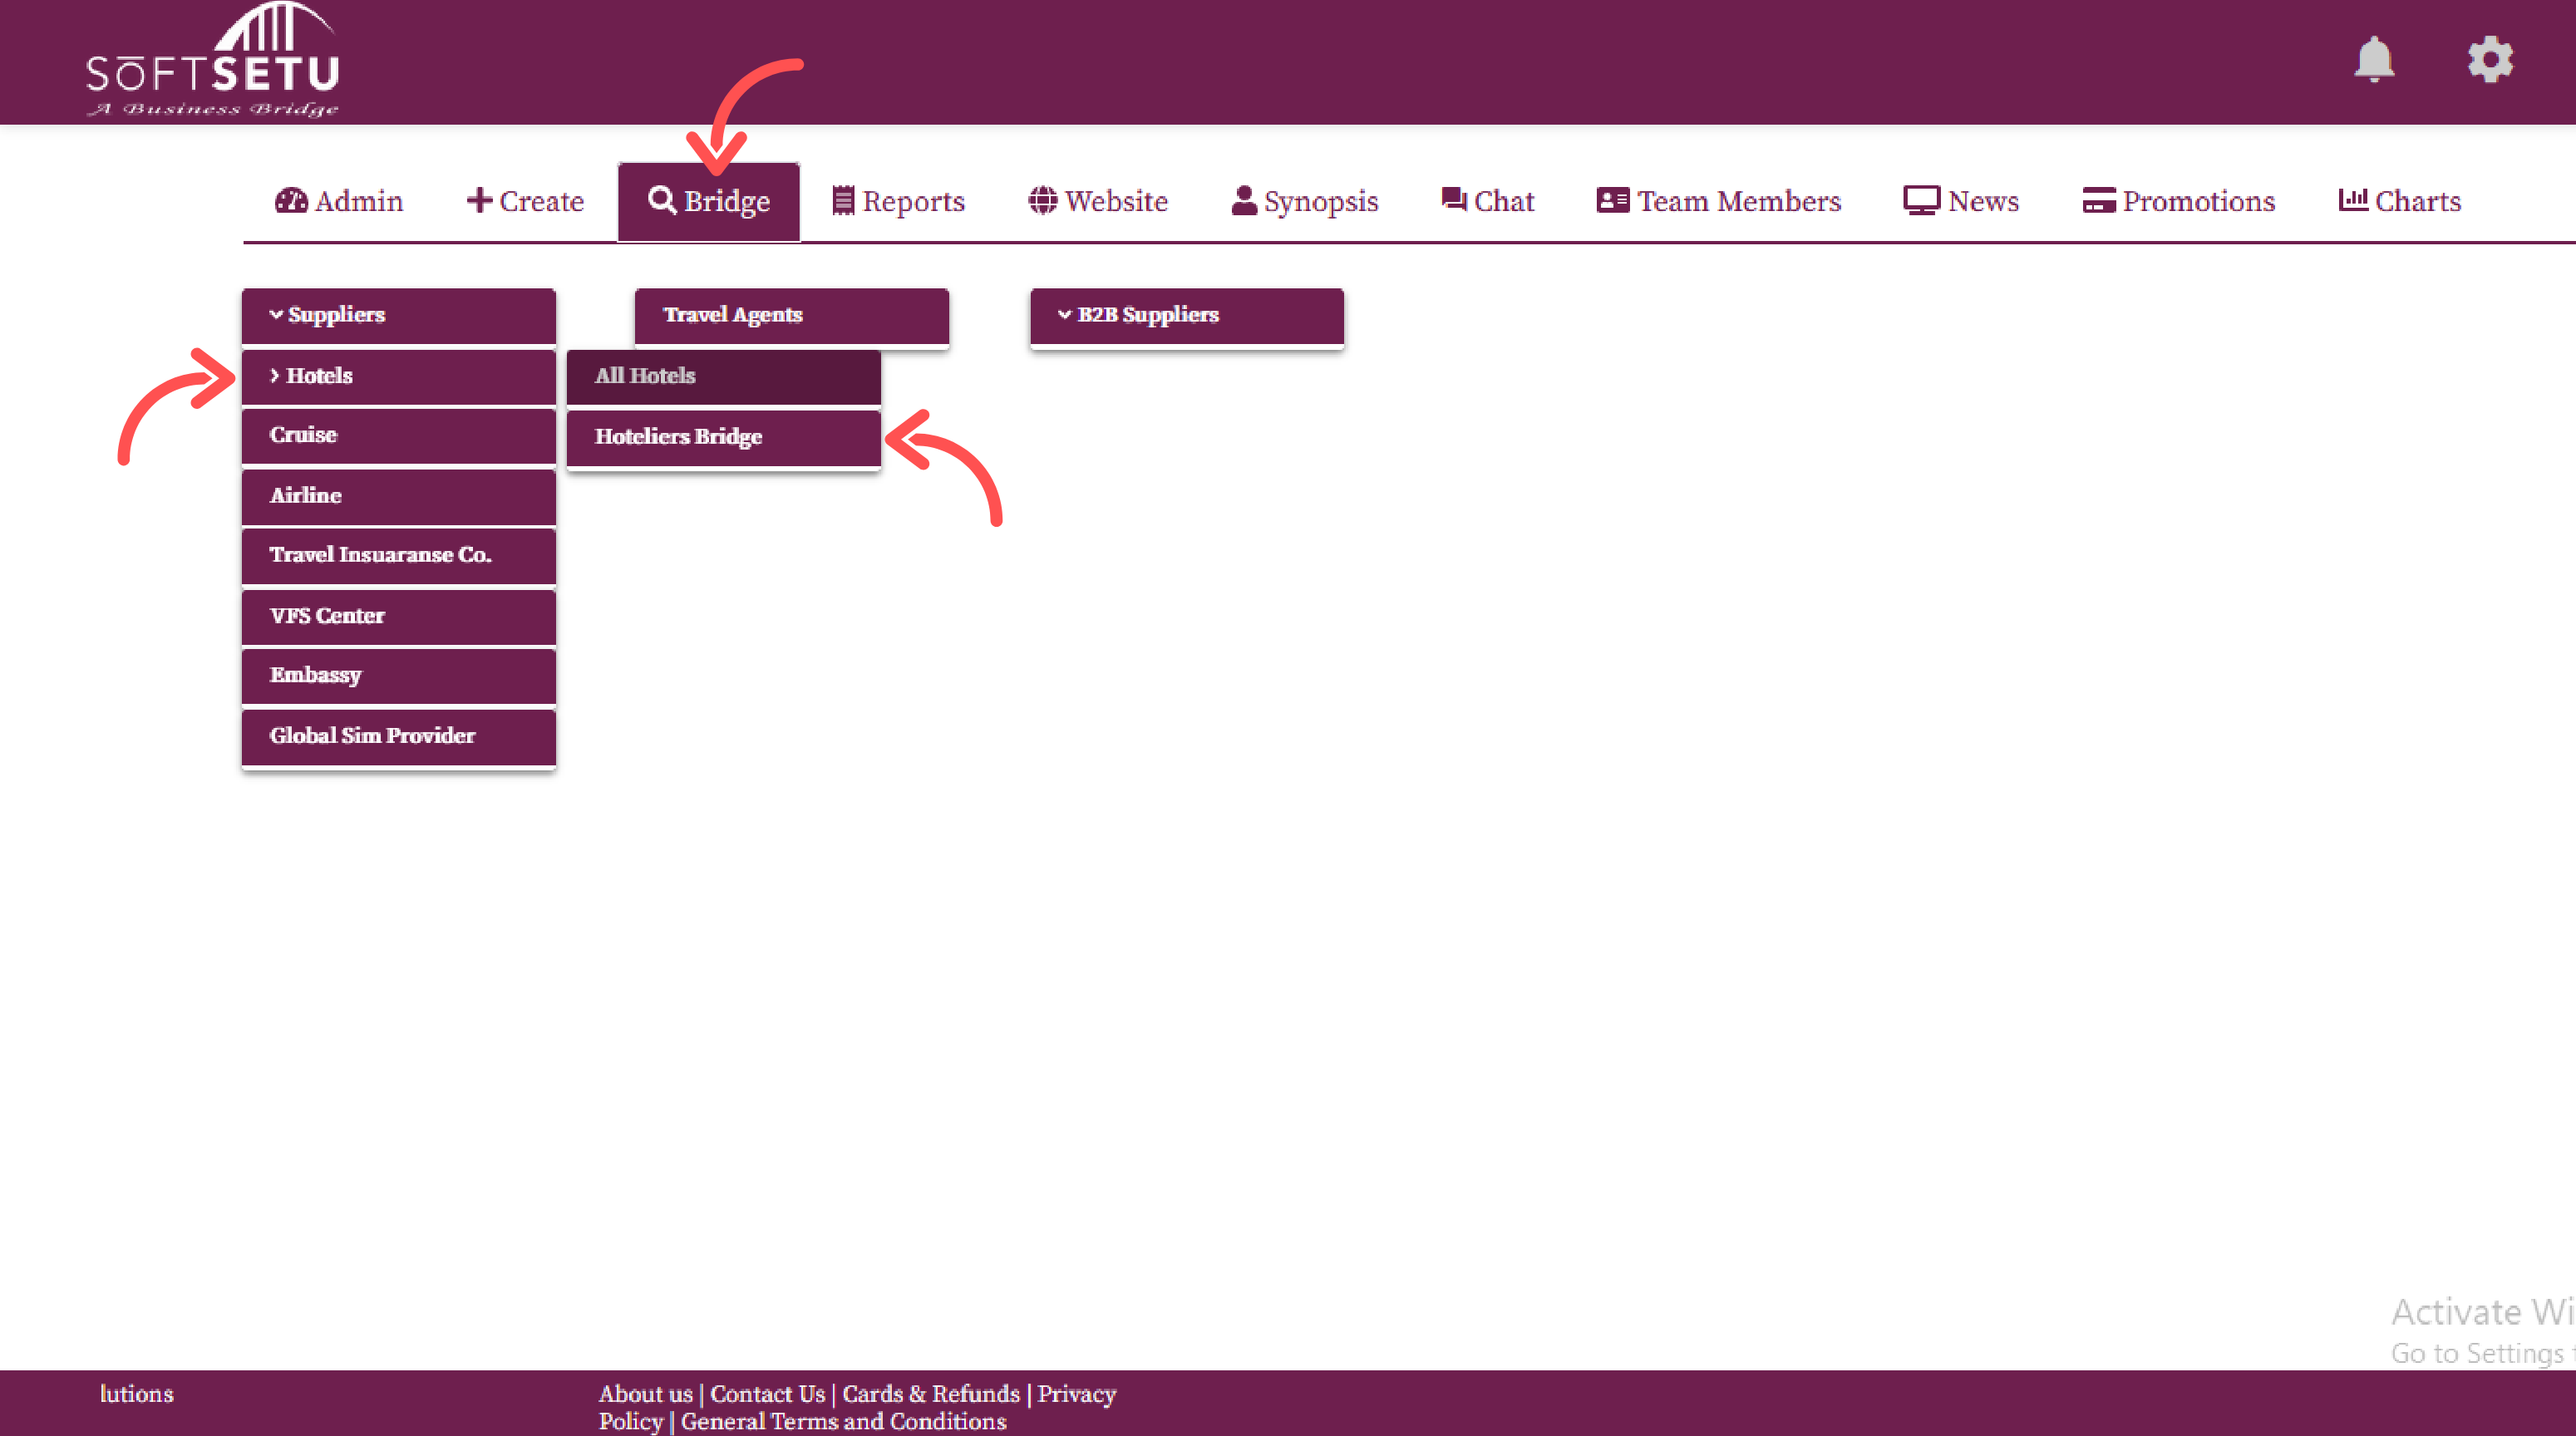 SŌFTSETU
A Business Bridge
Admin Create Bridge Reports Website Synopsis Chat Team Members News Promotions Charts
Suppliers Travel Agents B2B Suppliers
Hotels All Hotels
Cruise Hoteliers Bridge
Airline
Travel Insuaranse Co.
VFS Center
Embassy
Global Sim Provider
Activate Wi
Go to Settings t
lutions About us | Contact Us | Cards & Refunds | Privacy
Policy | General Terms and Conditions